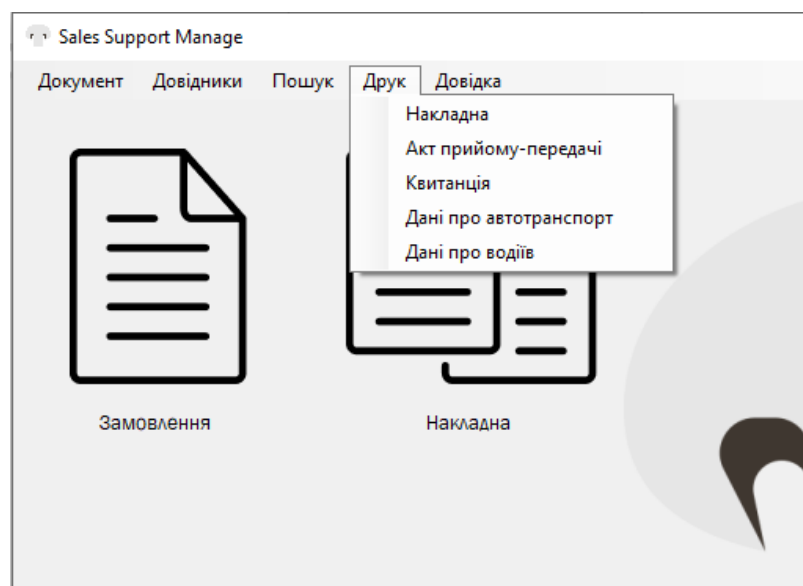 Sales Support Manage
Документ Довідники Пошук Друк Довідка
Накладна
Акт прийому-передачі
Квитанція
Дані про автотранспорт
Дані про водіїв
Замовлення Накладна